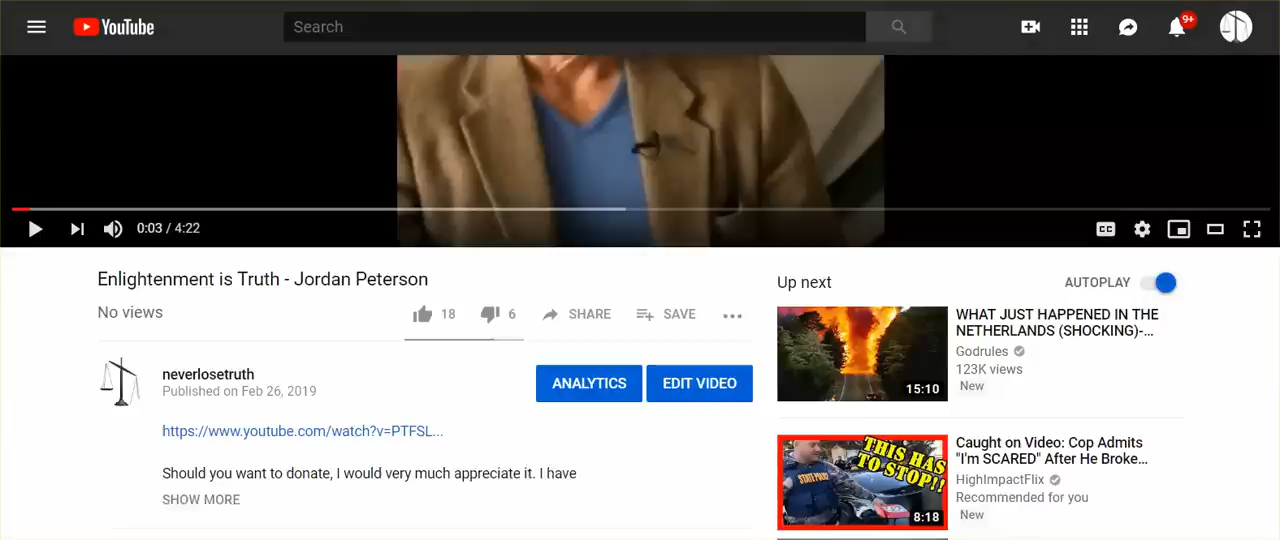 YouTube
Search
9+
0:03 / 4:22
CC
Enlightenment is Truth - Jordan Peterson
No views
18
6
SHARE
SAVE
neverlosetruth
Published on Feb 26, 2019
ANALYTICS
EDIT VIDEO
https://www.youtube.com/watch?v=PTFSL...
Should you want to donate, I would very much appreciate it. I have
SHOW MORE
Up next
AUTOPLAY
15:10
WHAT JUST HAPPENED IN THE
NETHERLANDS (SHOCKING)-...
Godrules
123K views
New
THIS HAS
TO STOP!!
STATE POLICE
8:18
Caught on Video: Cop Admits
"I'm SCARED" After He Broke...
HighImpactFlix
Recommended for you
New